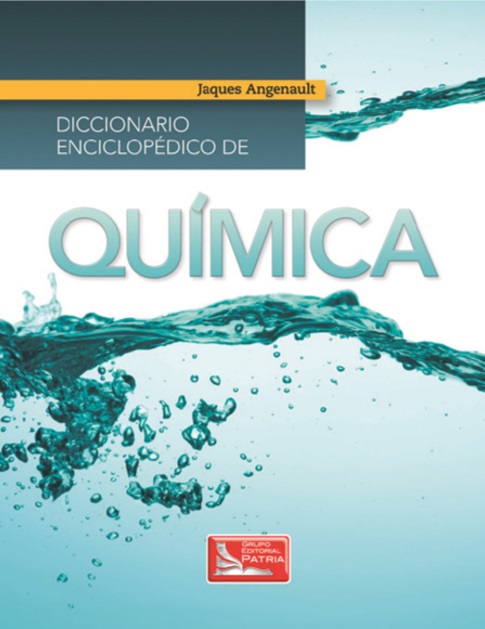 Jaques Angenault
DICCIONARIO
ENCICLOPÉDICO DE
QUÍMICA
GRUPO
EDITORIAL
PATRIA